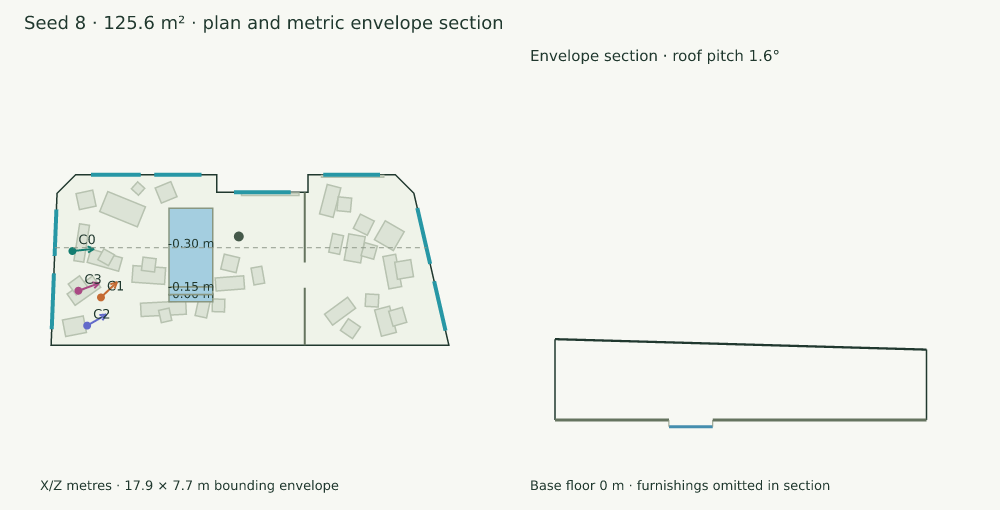 Seed 8 · 125.6 m² · plan and metric envelope section
Envelope section · roof pitch 1.6°
C0
-0.30 m
C3
C1
-0.15 m
C2
X/Z metres · 17.9 × 7.7 m bounding envelope
Base floor 0 m · furnishings omitted in section